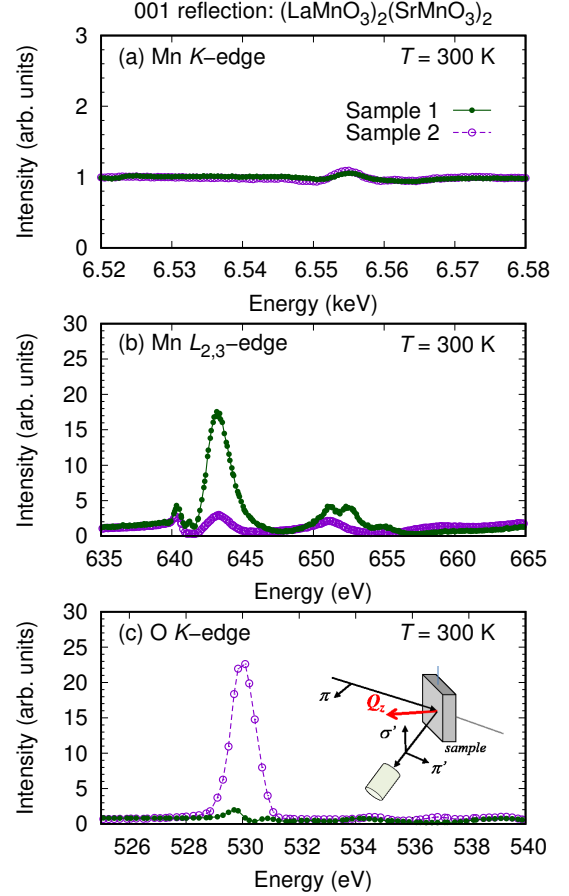 001 reflection: (LaMnO₃)₂(SrMnO₃)₂
(a) Mn K-edge
T = 300 K
Sample 1
Sample 2
Intensity (arb. units)
3
2
1
0
6.52 6.53 6.54 6.55 6.56 6.57 6.58
Energy (keV)
(b) Mn L₂,₃-edge
T = 300 K
Intensity (arb. units)
30
25
20
15
10
5
0
635 640 645 650 655 660 665
Energy (eV)
(c) O K-edge
T = 300 K
Intensity (arb. units)
30
25
20
15
10
5
0
π
Q_z
σ'
sample
π'
526 528 530 532 534 536 538 540
Energy (eV)